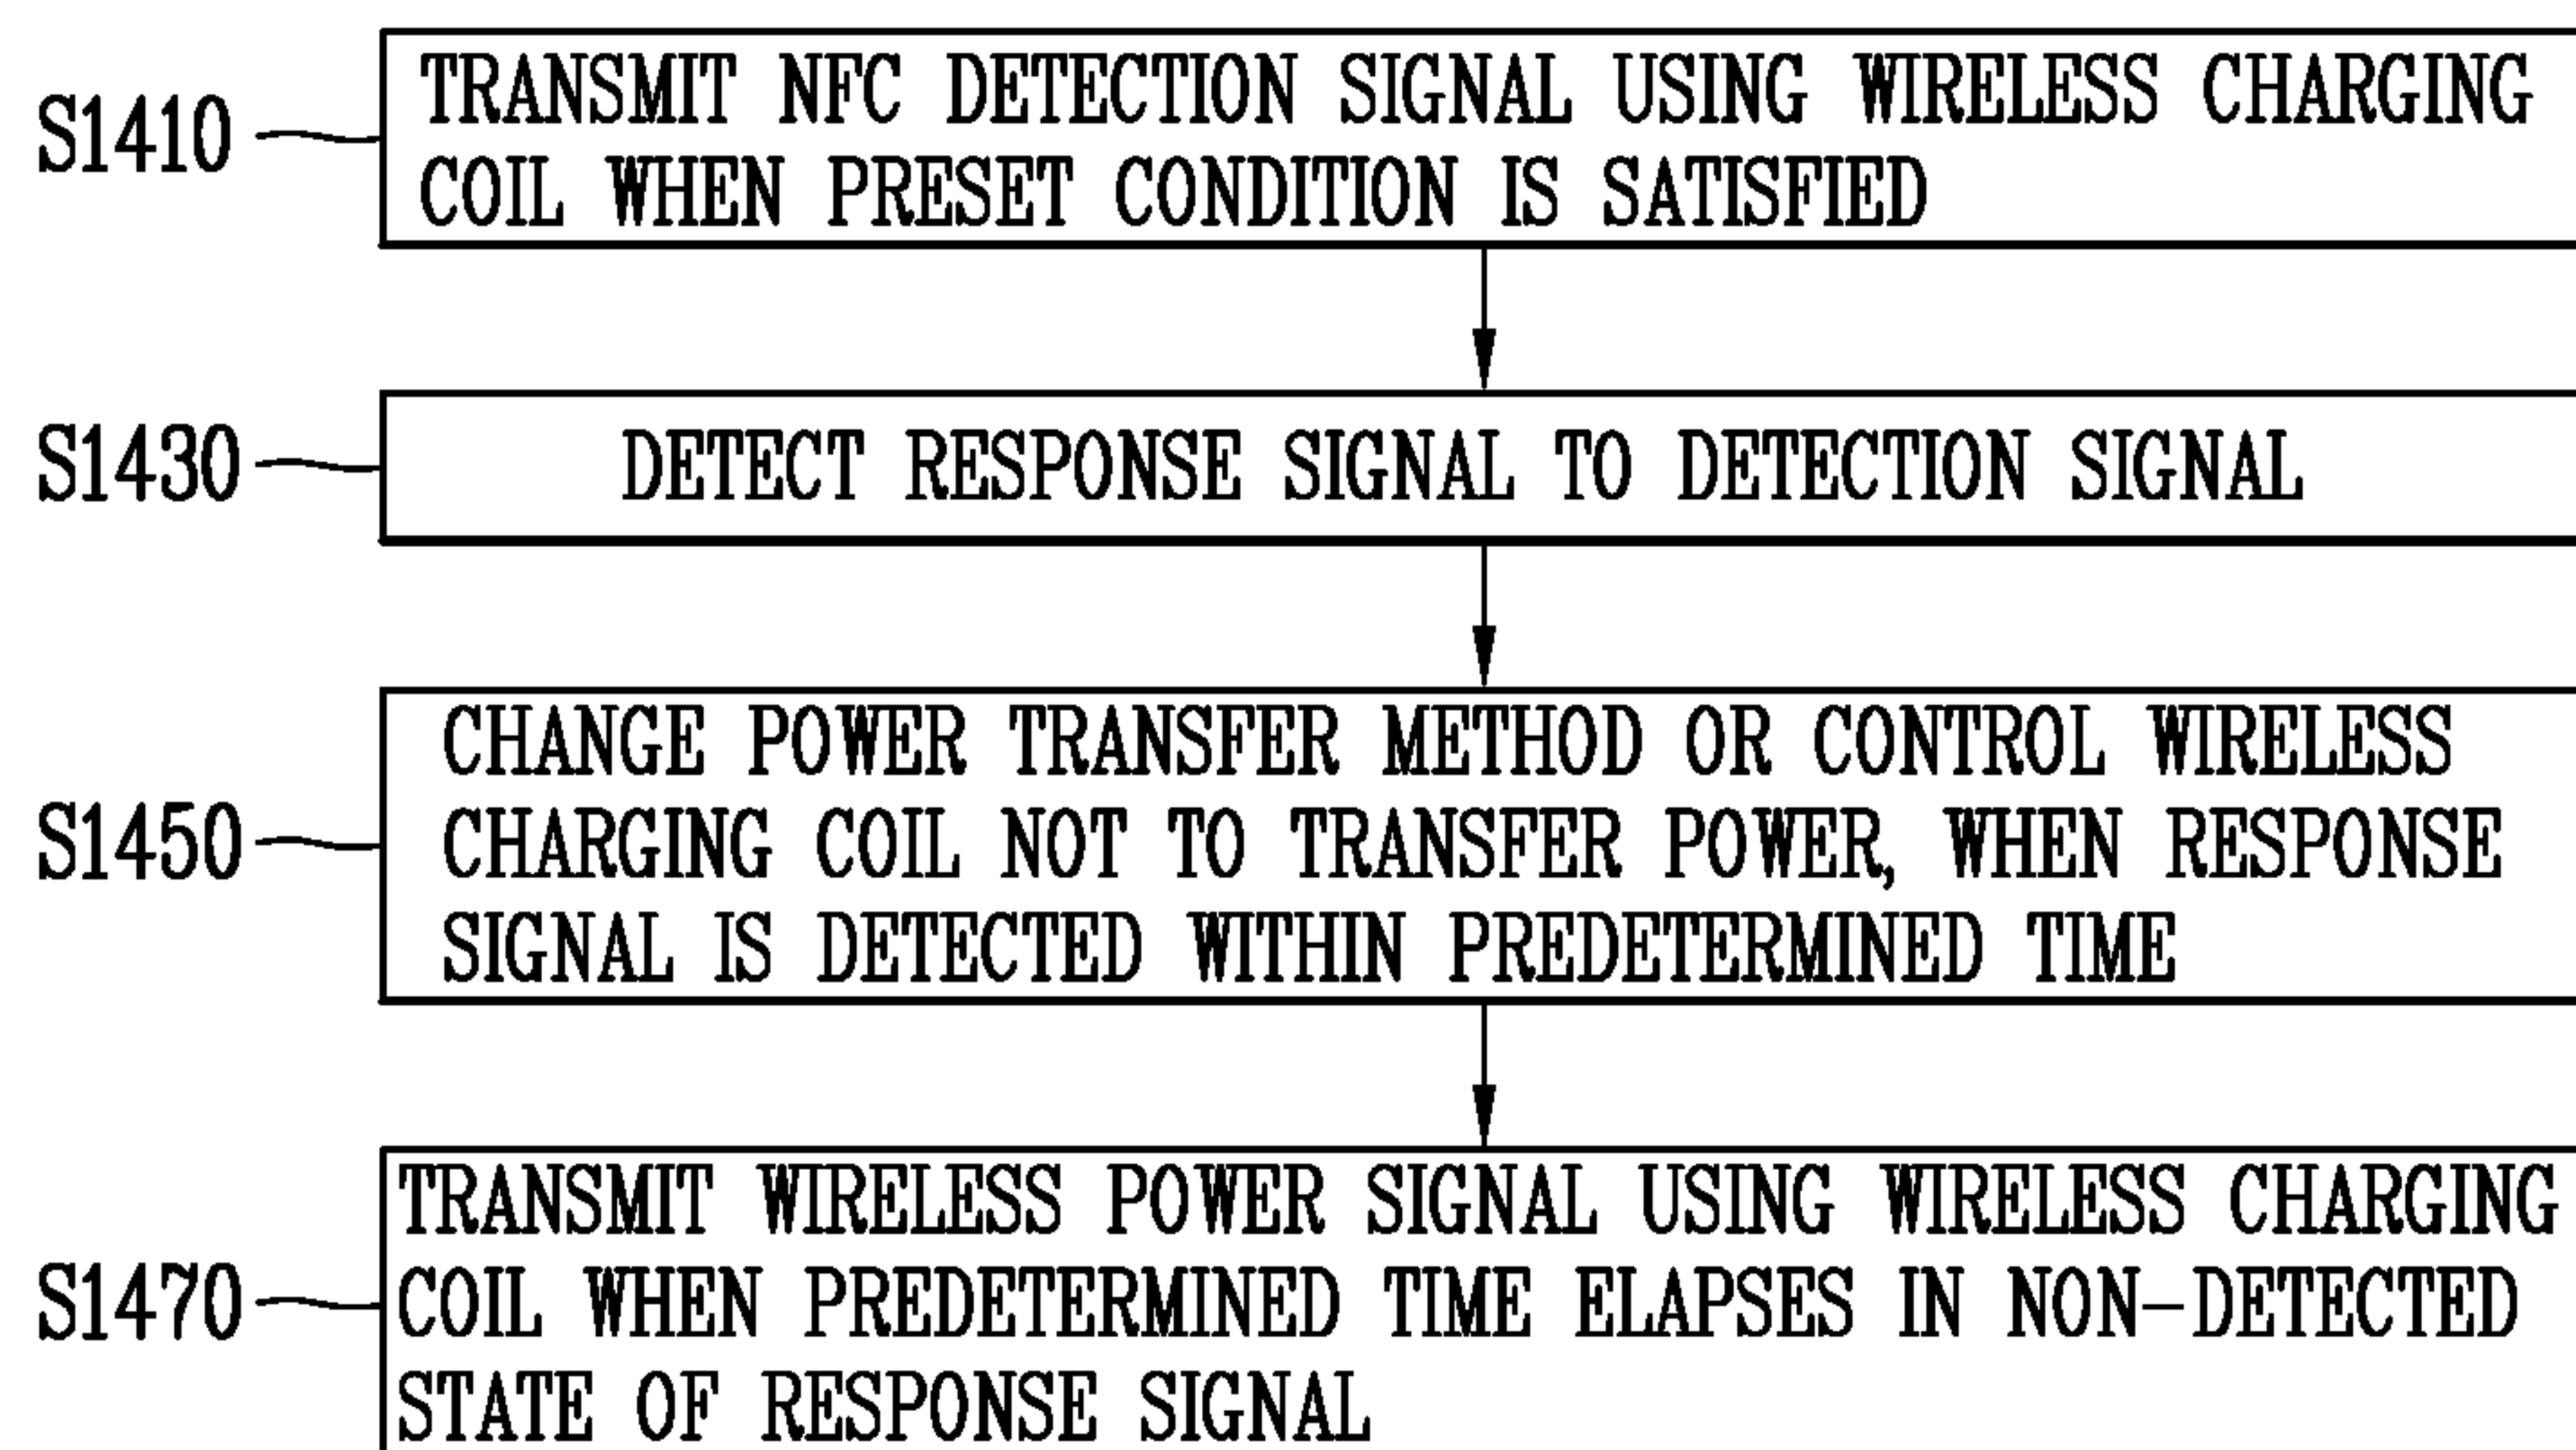 S1410
TRANSMIT NFC DETECTION SIGNAL USING WIRELESS CHARGING
COIL WHEN PRESET CONDITION IS SATISFIED
S1430
DETECT RESPONSE SIGNAL TO DETECTION SIGNAL
S1450
CHANGE POWER TRANSFER METHOD OR CONTROL WIRELESS
CHARGING COIL NOT TO TRANSFER POWER, WHEN RESPONSE
SIGNAL IS DETECTED WITHIN PREDETERMINED TIME
S1470
TRANSMIT WIRELESS POWER SIGNAL USING WIRELESS CHARGING
COIL WHEN PREDETERMINED TIME ELAPSES IN NON-DETECTED
STATE OF RESPONSE SIGNAL